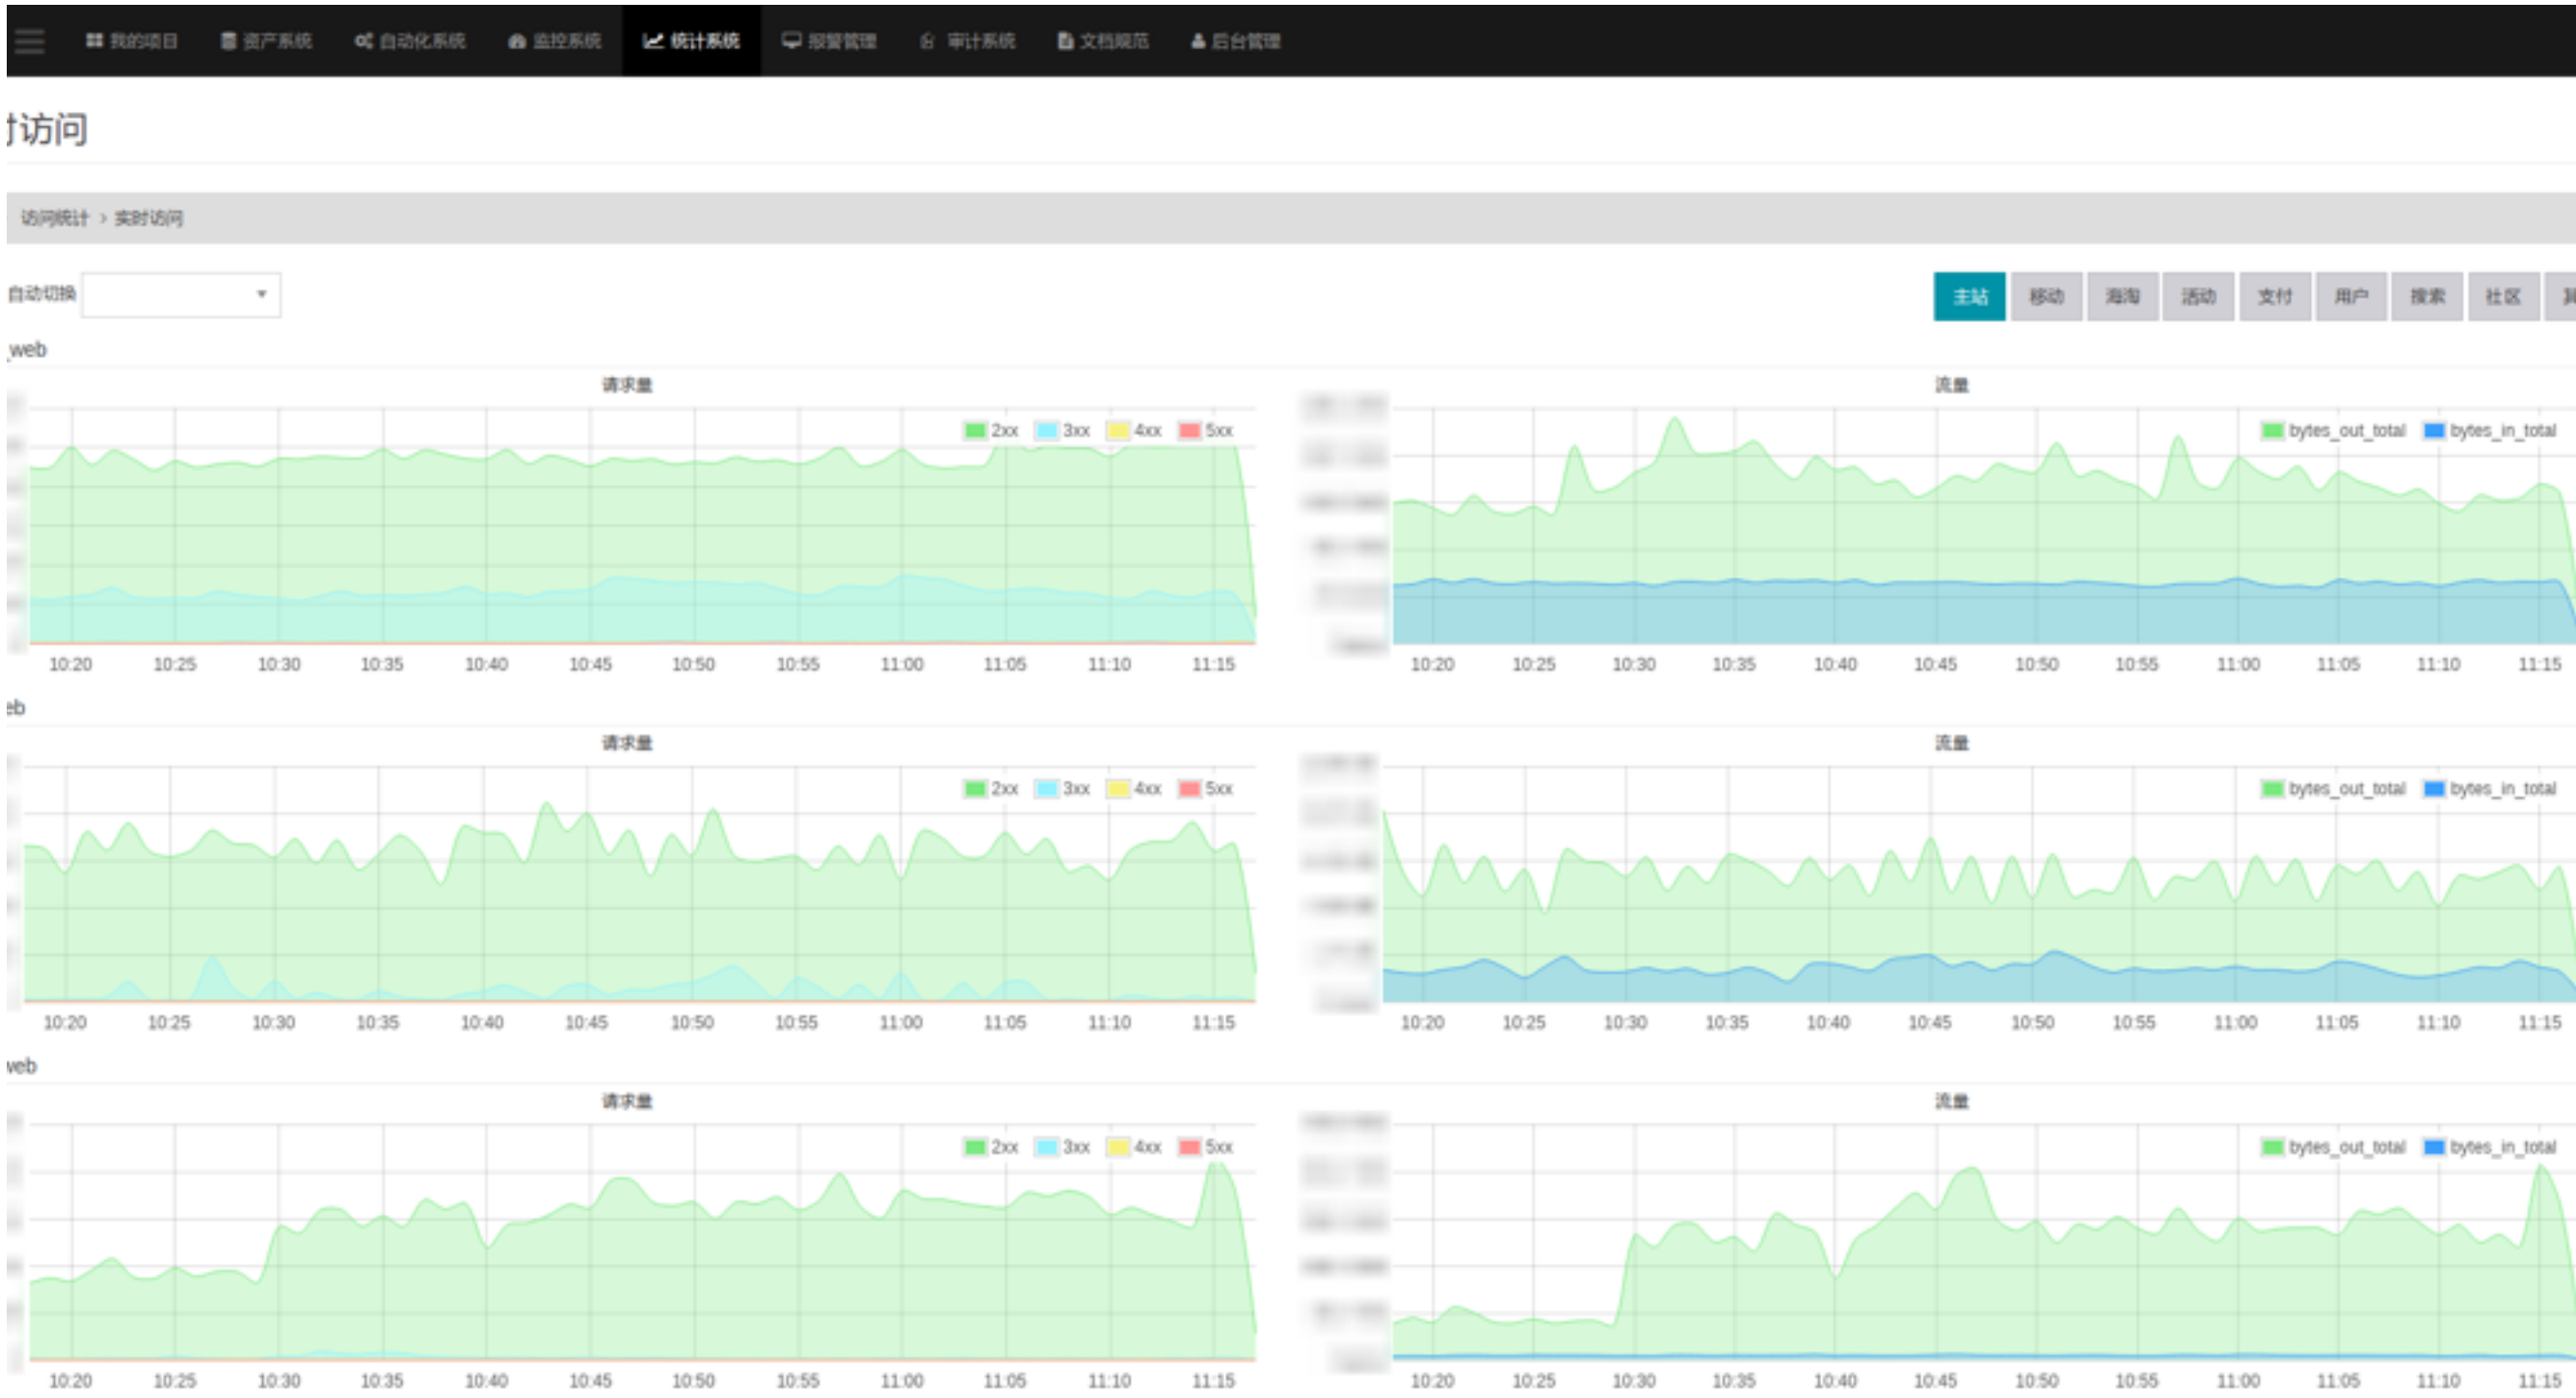 我的项目 资产系统 自动化系统 监控系统 统计系统 报警管理 审计系统 文档规范 后台管理
时访问
访问统计 > 实时访问
自动切换
主站 移动 海淘 活动 支付 用户 搜索 社区
_web
请求量 流量
2xx 3xx 4xx 5xx bytes_out_total bytes_in_total
10:20 10:25 10:30 10:35 10:40 10:45 10:50 10:55 11:00 11:05 11:10 11:15 10:20 10:25 10:30 10:35 10:40 10:45 10:50 10:55 11:00 11:05 11:10 11:15
eb
请求量 流量
2xx 3xx 4xx 5xx bytes_out_total bytes_in_total
10:20 10:25 10:30 10:35 10:40 10:45 10:50 10:55 11:00 11:05 11:10 11:15 10:20 10:25 10:30 10:35 10:40 10:45 10:50 10:55 11:00 11:05 11:10 11:15
web
请求量 流量
2xx 3xx 4xx 5xx bytes_out_total bytes_in_total
10:20 10:25 10:30 10:35 10:40 10:45 10:50 10:55 11:00 11:05 11:10 11:15 10:20 10:25 10:30 10:35 10:40 10:45 10:50 10:55 11:00 11:05 11:10 11:15